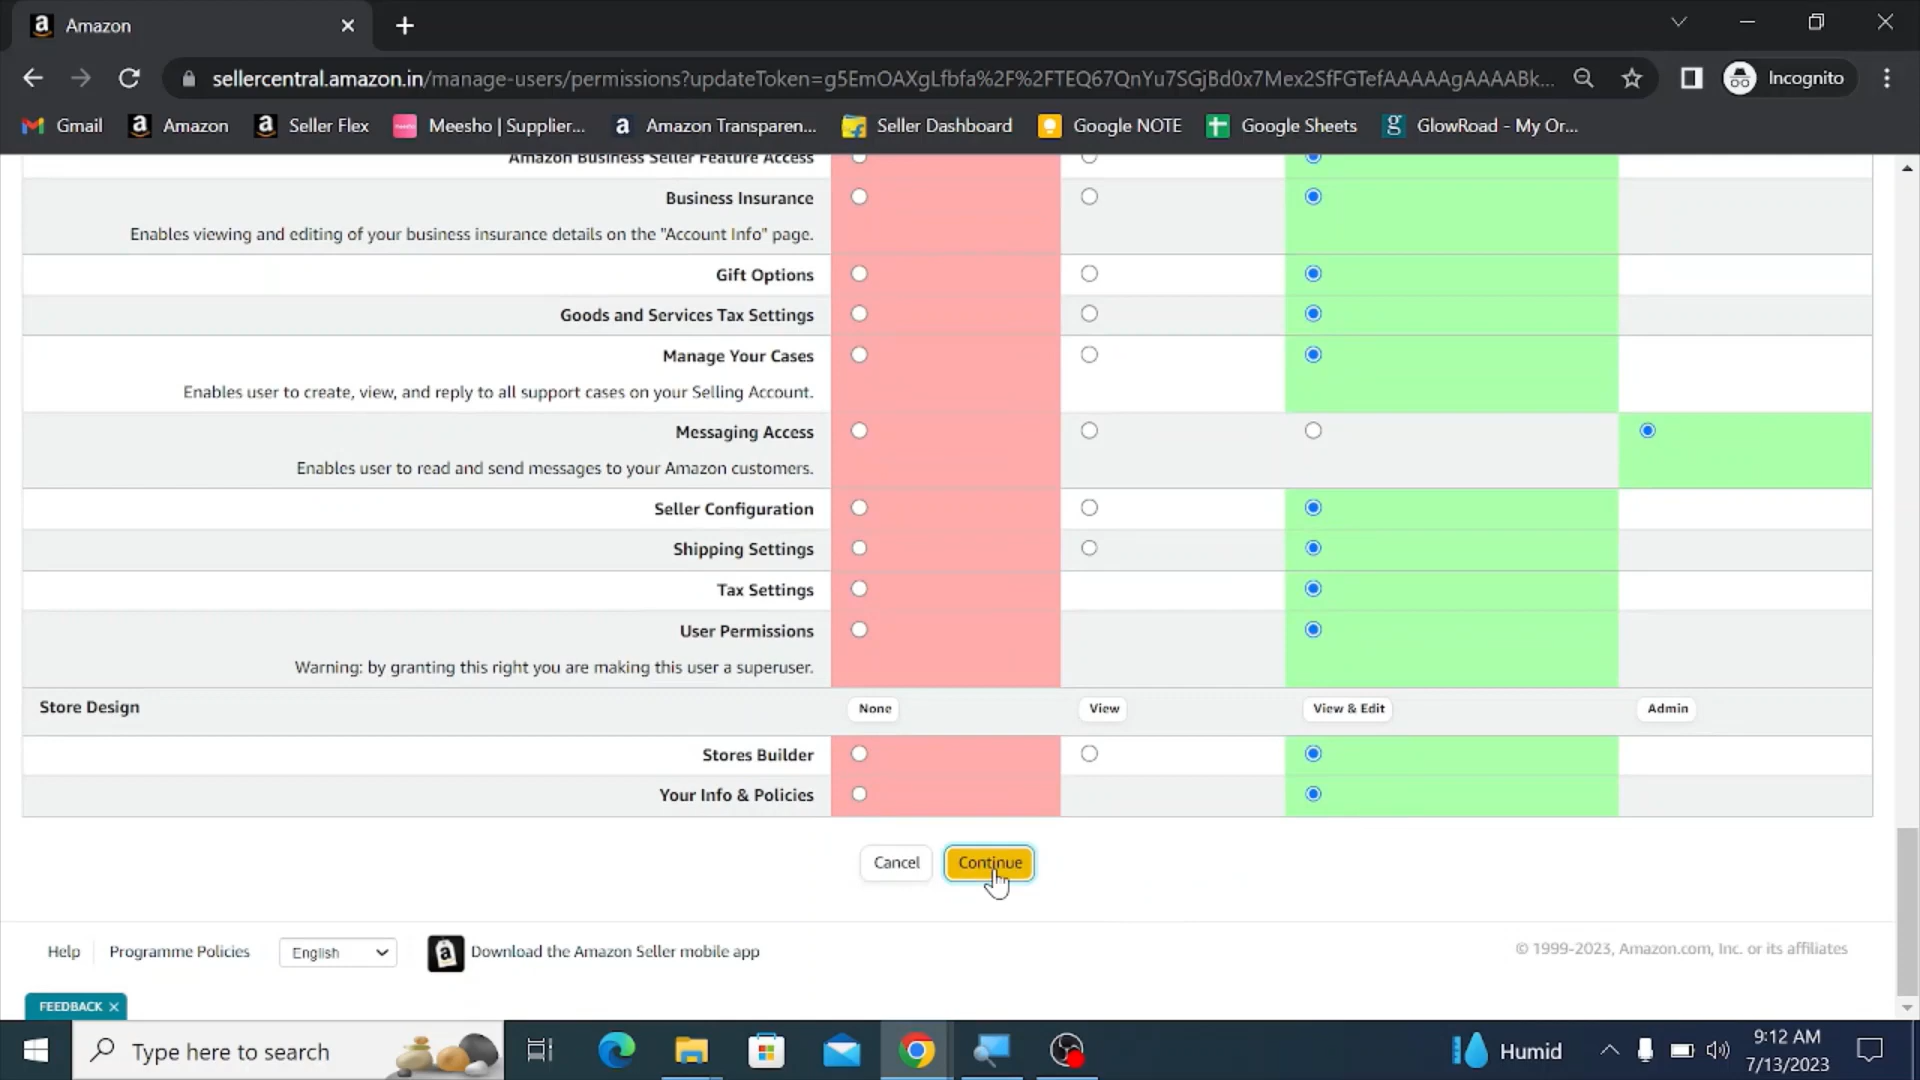 Amazon
sellercentral.amazon.in/manage-users/permissions?updateToken=g5EmOAXgLfbfa%2F%2FTEQ67QnYu7SGjBd0x7Mex2SfFGTefAAAAAgAAAABk...
Incognito
Gmail Amazon Seller Flex Meesho | Supplier... Amazon Transparen... Seller Dashboard Google NOTE Google Sheets GlowRoad - My Or...
Amazon Business Seller Feature Access
Business Insurance
Enables viewing and editing of your business insurance details on the "Account Info" page.
Gift Options
Goods and Services Tax Settings
Manage Your Cases
Enables user to create, view, and reply to all support cases on your Selling Account.
Messaging Access
Enables user to read and send messages to your Amazon customers.
Seller Configuration
Shipping Settings
Tax Settings
User Permissions
Warning: by granting this right you are making this user a superuser.
Store Design None View View & Edit Admin
Stores Builder
Your Info & Policies
Cancel Continue
Help Programme Policies English Download the Amazon Seller mobile app © 1999-2023, Amazon.com, Inc. or its affiliates
FEEDBACK
Type here to search Humid 9:12 AM
7/13/2023